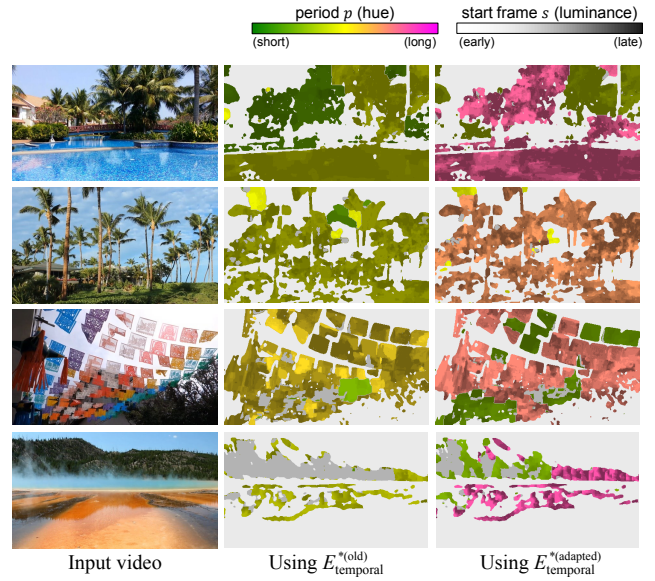 period p (hue) start frame s (luminance)
(short) (long) (early) (late)
Input video Using E*(old)temporal Using E*(adapted)temporal